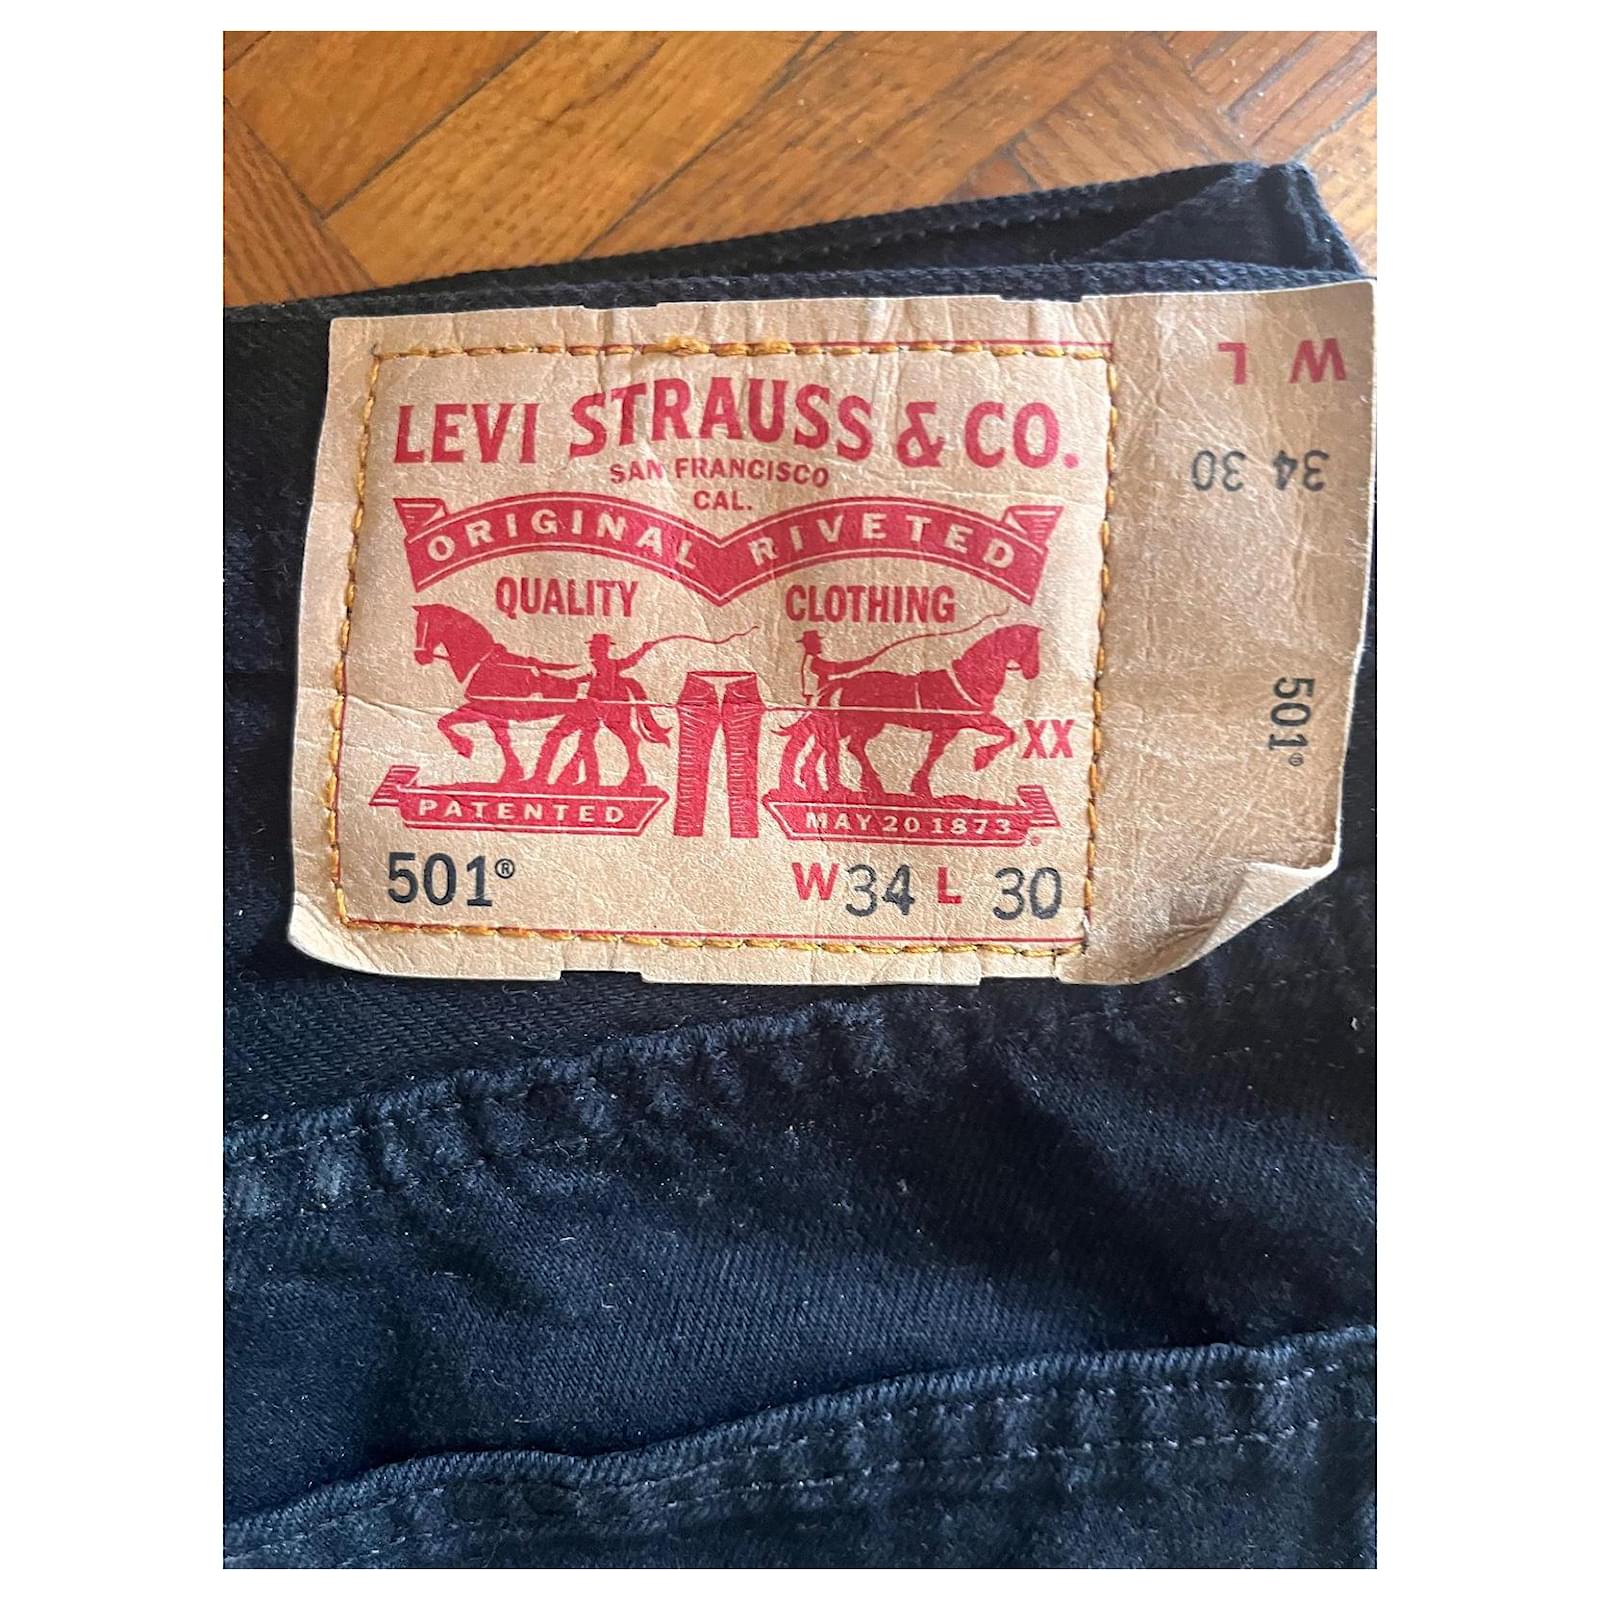 LEVI STRAUSS & CO.
SAN FRANCISCO
CAL.
ORIGINAL RIVETED
QUALITY CLOTHING
XX
PATENTED MAY 20 1873
501® W34 L 30
W L
34 30
501®